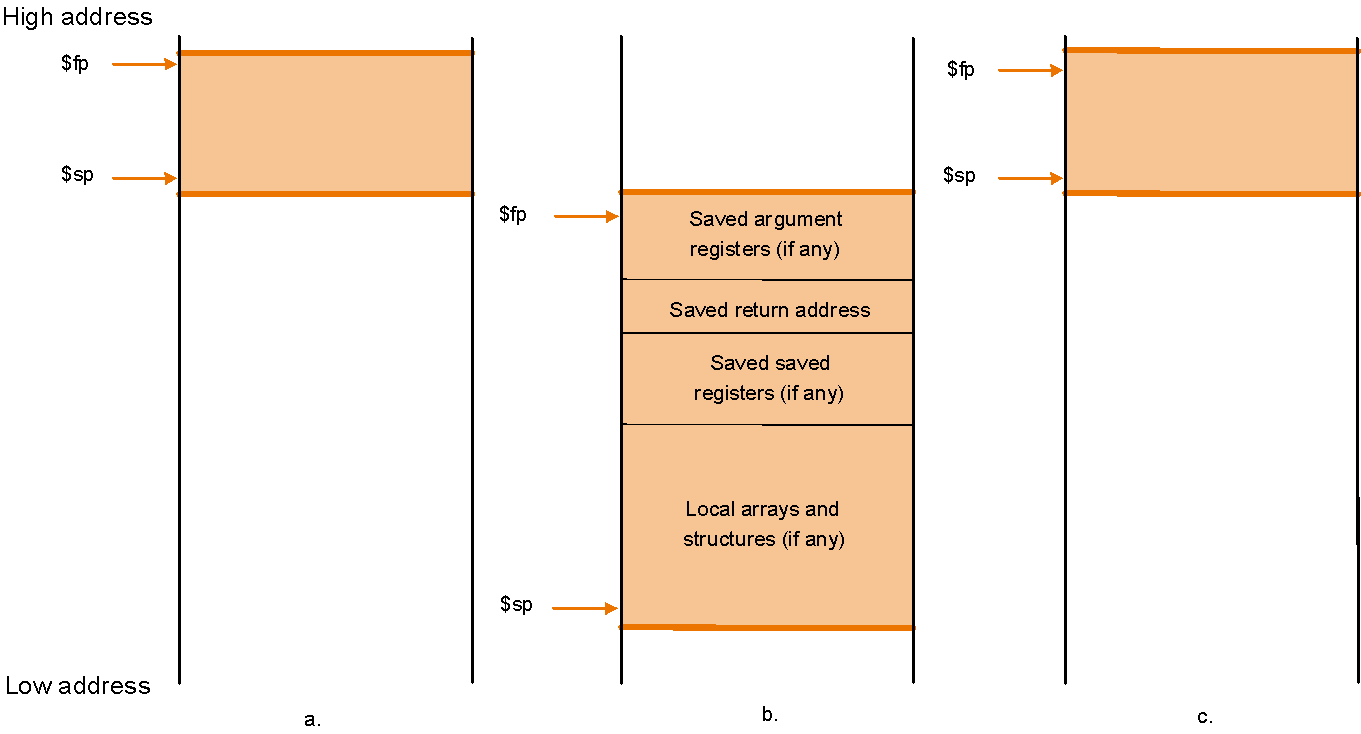 High address
$fp
$sp
$fp
Saved argument
registers (if any)
Saved return address
Saved saved
registers (if any)
Local arrays and
structures (if any)
$sp
$fp
$sp
Low address
a.
b.
c.